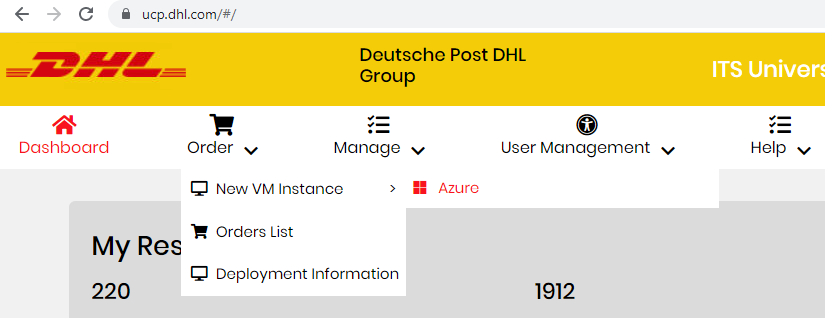 ucp.dhl.com/#/
DHL
Deutsche Post DHL
Group
ITS Univers
Dashboard
Order
Manage
User Management
Help
New VM Instance
Azure
Orders List
Deployment Information
My Res
220
1912